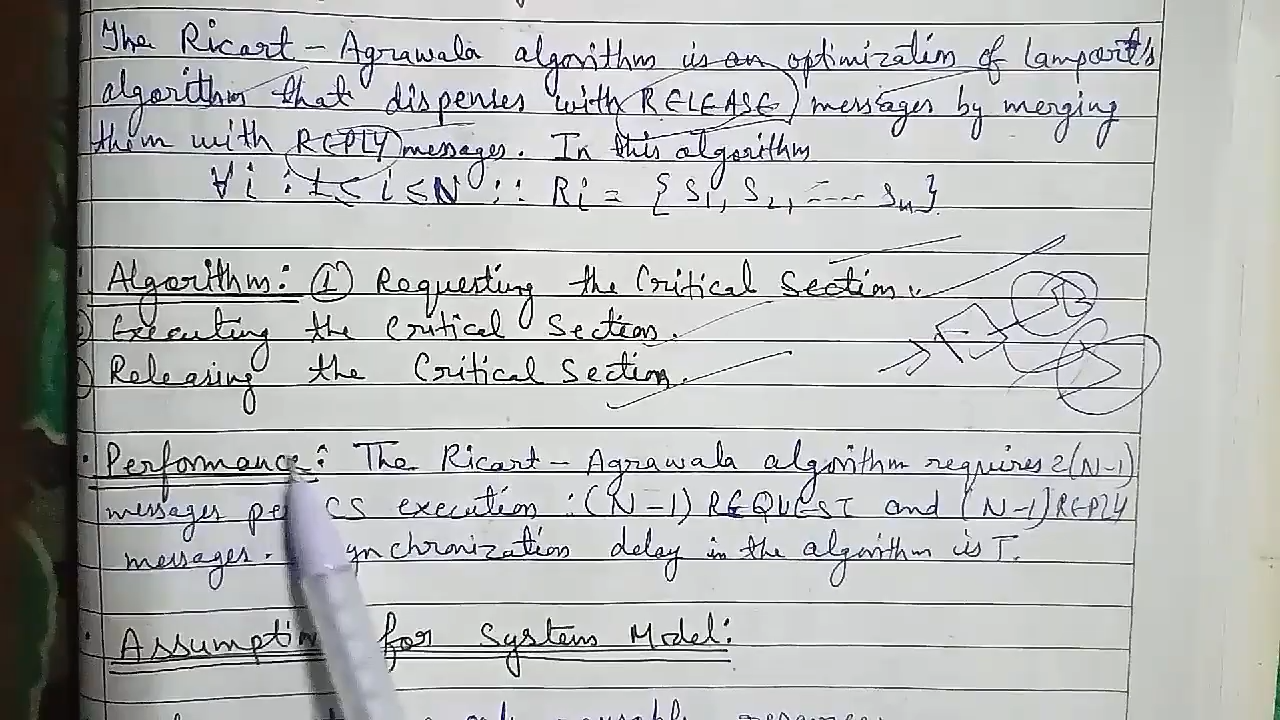 The Ricart - Agrawala algorithm is an optimization of Lamport's
algorithm that dispenses with RELEASE messages by merging
them with REPLY messages. In this algorithm
∀i : 1≤ i ≤N :: Ri = {S1, S2, ---- Sn}
Algorithm: ① Requesting the Critical Section.
Executing the Critical Section.
Releasing the Critical Section.
Performance: The Ricart - Agrawala algorithm requires 2(N-1)
messages per CS execution : (N-1) REQUEST and (N-1) REPLY
messages. ynchronization delay in the algorithm is T.
Assumptin for System Model: